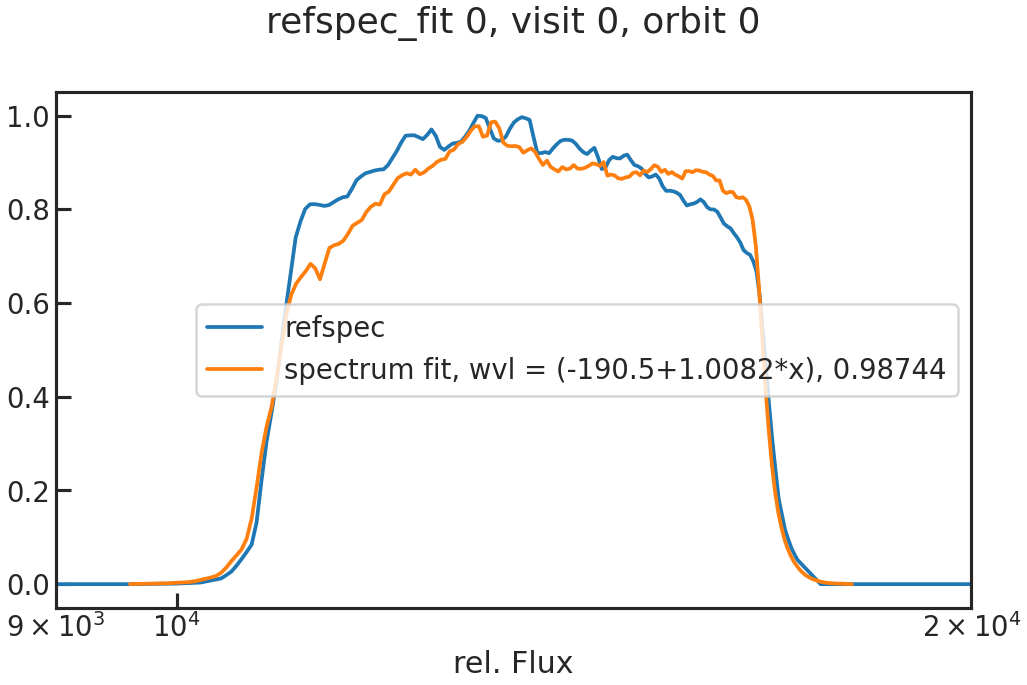 refspec_fit 0, visit 0, orbit 0
1.0
0.8
0.6
0.4
0.2
0.0
refspec
spectrum fit, wvl = (-190.5+1.0082*x), 0.98744
9 × 10³ 10⁴ 2 × 10⁴
rel. Flux